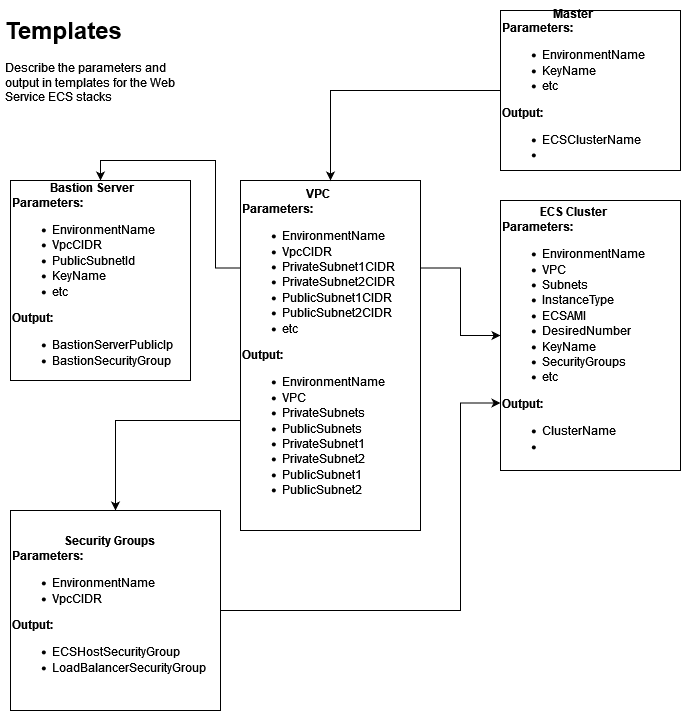 Templates
Describe the parameters and
output in templates for the Web
Service ECS stacks
Master
Parameters:
EnvironmentName
KeyName
etc
Output:
ECSClusterName
Bastion Server
Parameters:
EnvironmentName
VpcCIDR
PublicSubnetId
KeyName
etc
Output:
BastionServerPublicIp
BastionSecurityGroup
VPC
Parameters:
EnvironmentName
VpcCIDR
PrivateSubnet1CIDR
PrivateSubnet2CIDR
PublicSubnet1CIDR
PublicSubnet2CIDR
etc
Output:
EnvironmentName
VPC
PrivateSubnets
PublicSubnets
PrivateSubnet1
PrivateSubnet2
PublicSubnet1
PublicSubnet2
ECS Cluster
Parameters:
EnvironmentName
VPC
Subnets
InstanceType
ECSAMI
DesiredNumber
KeyName
SecurityGroups
etc
Output:
ClusterName
Security Groups
Parameters:
EnvironmentName
VpcCIDR
Output:
ECSHostSecurityGroup
LoadBalancerSecurityGroup